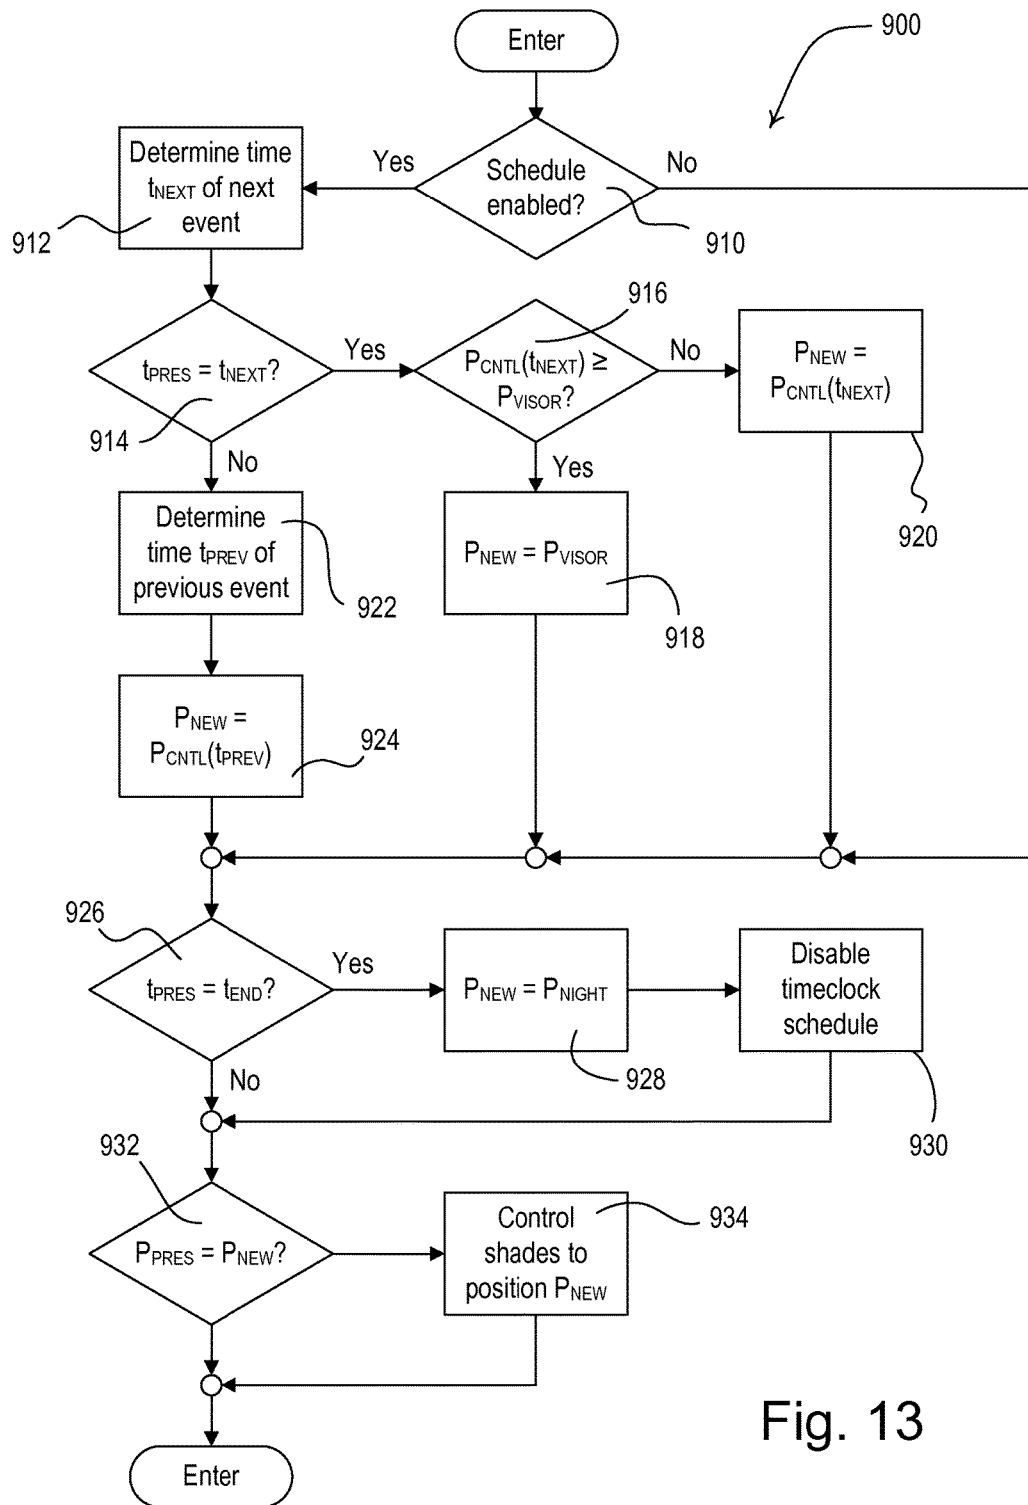 Enter
900
Yes
Schedule
enabled?
No
910
Determine time
tNEXT of next
event
912
tPRES = tNEXT?
914
Yes
916
PCNTL(tNEXT) ≥
PVISOR?
No
PNEW =
PCNTL(tNEXT)
920
No
Yes
Determine
time tPREV of
previous event
922
PNEW = PVISOR
918
PNEW =
PCNTL(tPREV)
924
926
tPRES = tEND?
Yes
PNEW = PNIGHT
928
Disable
timeclock
schedule
930
No
932
PPRES = PNEW?
Control
shades to
position PNEW
934
Enter
Fig. 13